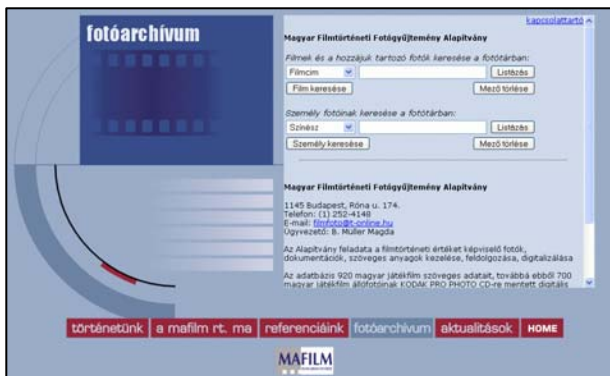 fotóarchívum
kapcsolattartó
Magyar Filmtörténeti Fotógyűjtemény Alapítvány
Filmek és a hozzájuk tartozó fotók keresése a fotótárban:
Filmcím Listázás
Film keresése Mező törlése
Személy fotóinak keresése a fotótárban:
Színész Listázás
Személy keresése Mező törlése
Magyar Filmtörténeti Fotógyűjtemény Alapítvány
1145 Budapest, Róna u. 174.
Telefon: (1) 252-4148
E-mail: filmfoto@t-online.hu
Ügyvezető: B. Müller Magda
Az Alapítvány feladata a filmtörténeti értéket képviselő fotók,
dokumentációk, szöveges anyagok kezelése, feldolgozása, digitalizálása
Az adatbázis 920 magyar játékfilm szöveges adatait, továbbá ebből 700
magyar játékfilm állófotóinak KODAK PRO PHOTO CD-re mentett digitális
történetünk a mafilm rt. ma referenciáink fotóarchívum aktualitások HOME
MAFILM